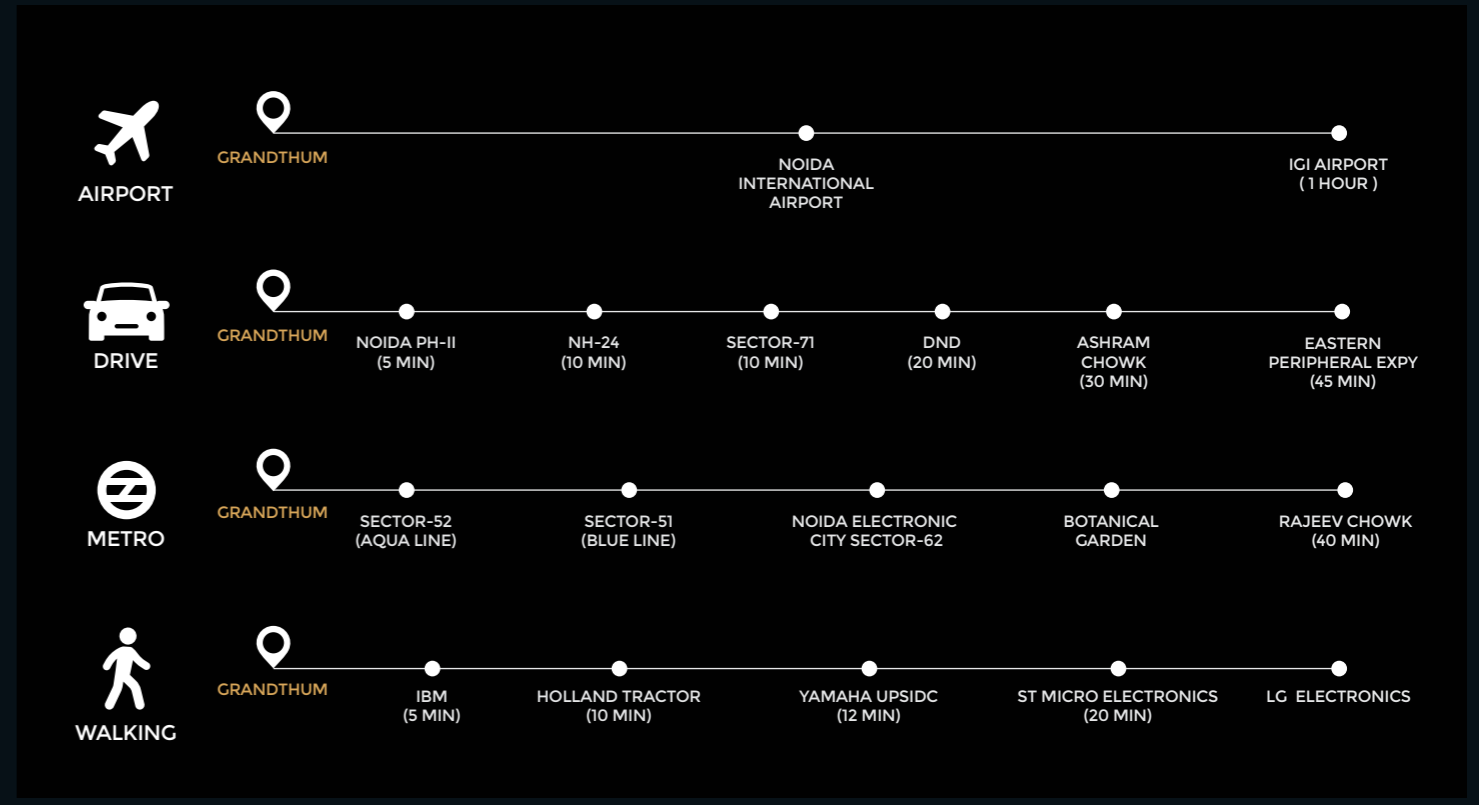 AIRPORT
GRANDTHUM
NOIDA
INTERNATIONAL
AIRPORT
IGI AIRPORT
( 1 HOUR )
DRIVE
GRANDTHUM
NOIDA PH-II
(5 MIN)
NH-24
(10 MIN)
SECTOR-71
(10 MIN)
DND
(20 MIN)
ASHRAM
CHOWK
(30 MIN)
EASTERN
PERIPHERAL EXPY
(45 MIN)
METRO
GRANDTHUM
SECTOR-52
(AQUA LINE)
SECTOR-51
(BLUE LINE)
NOIDA ELECTRONIC
CITY SECTOR-62
BOTANICAL
GARDEN
RAJEEV CHOWK
(40 MIN)
WALKING
GRANDTHUM
IBM
(5 MIN)
HOLLAND TRACTOR
(10 MIN)
YAMAHA UPSIDC
(12 MIN)
ST MICRO ELECTRONICS
(20 MIN)
LG ELECTRONICS